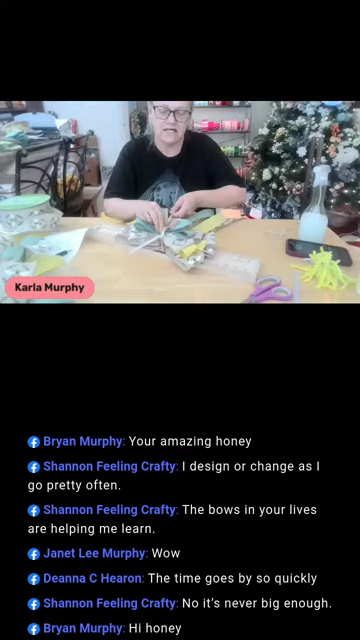 Karla Murphy
Bryan Murphy: Your amazing honey
Shannon Feeling Crafty: I design or change as I
go pretty often.
Shannon Feeling Crafty: The bows in your lives
are helping me learn.
Janet Lee Murphy: Wow
Deanna C Hearon: The time goes by so quickly
Shannon Feeling Crafty: No it's never big enough.
Bryan Murphy: Hi honey